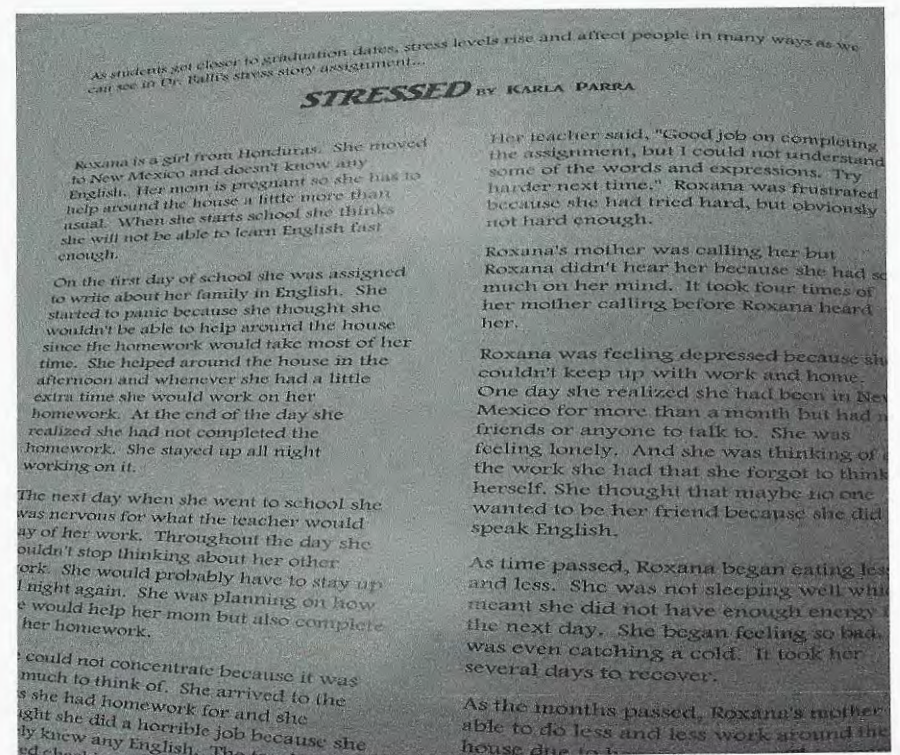 As students get closer to graduation dates, stress levels rise and affect people in many ways as we
can see in Dr. Ralli's stress story assignment...
STRESSED BY KARLA PARRA
Roxana is a girl from Honduras. She moved
to New Mexico and doesn't know any
English. Her mom is pregnant so she has to
help around the house a little more than
usual. When she starts school she thinks
she will not be able to learn English fast
enough.
On the first day of school she was assigned
to write about her family in English. She
started to panic because she thought she
wouldn't be able to help around the house
since the homework would take most of her
time. She helped around the house in the
afternoon and whenever she had a little
extra time she would work on her
homework. At the end of the day she
realized she had not completed the
homework. She stayed up all night
working on it.
The next day when she went to school she
was nervous for what the teacher would
ay of her work. Throughout the day she
ouldn't stop thinking about her other
ork. She would probably have to stay up
l night again. She was planning on how
e would help her mom but also complete
her homework.
e could not concentrate because it was
much to think of. She arrived to the
s she had homework for and she
ught she did a horrible job because she
ly knew any English. The
Her teacher said, "Good job on completing
the assignment, but I could not understand
some of the words and expressions. Try
harder next time." Roxana was frustrated
because she had tried hard, but obviously
not hard enough.
Roxana's mother was calling her but
Roxana didn't hear her because she had so
much on her mind. It took four times of
her mother calling before Roxana heard
her.
Roxana was feeling depressed because she
couldn't keep up with work and home.
One day she realized she had been in New
Mexico for more than a month but had n
friends or anyone to talk to. She was
feeling lonely. And she was thinking of
the work she had that she forgot to think
herself. She thought that maybe no one
wanted to be her friend because she did
speak English.
As time passed, Roxana began eating less
and less. She was not sleeping well whic
meant she did not have enough energy
the next day. She began feeling so bad,
was even catching a cold. It took her
several days to recover.
As the months passed, Roxana's mother
able to do less and less work around the
house due to